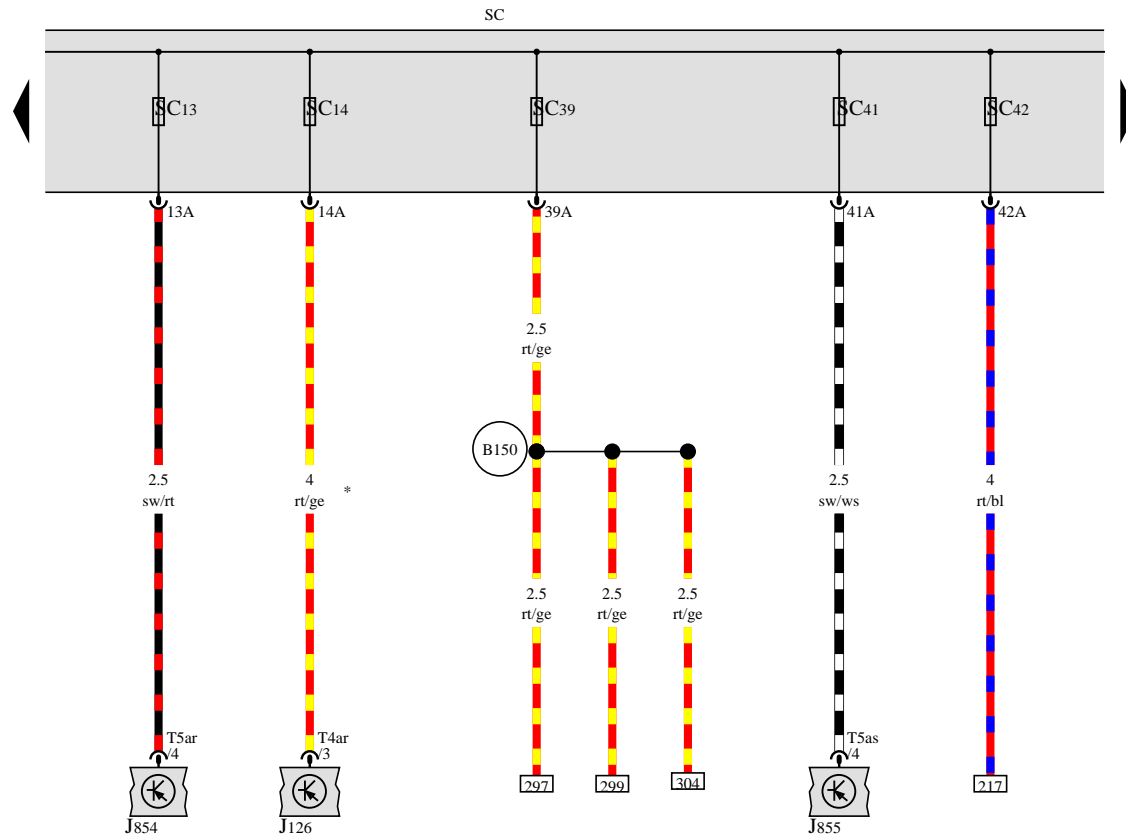 SC
SC13 SC14 SC39 SC41 SC42
13A 14A 39A 41A 42A
2.5
rt/ge
B150
2.5 4 2.5 4
sw/rt rt/ge * sw/ws rt/bl
2.5 2.5 2.5
rt/ge rt/ge rt/ge
T5ar T4ar T5as
/4 /3 /4
297 299 304 217
J854 J126 J855